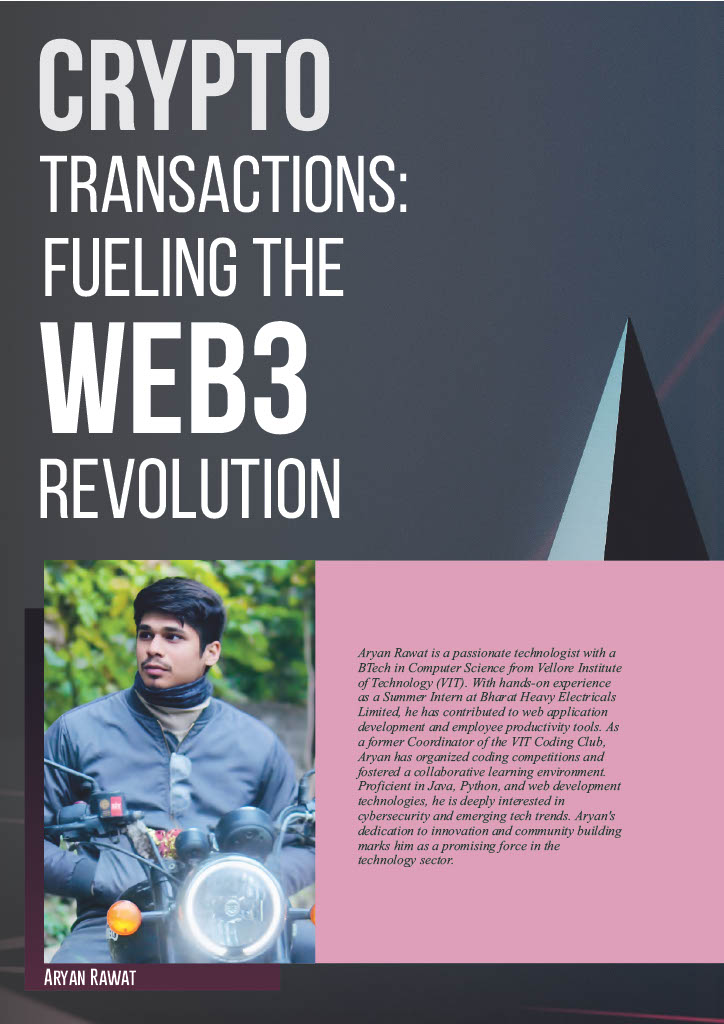 CRYPTO
TRANSACTIONS:
FUELING THE
WEB3
REVOLUTION
Aryan Rawat is a passionate technologist with a
BTech in Computer Science from Vellore Institute
of Technology (VIT). With hands-on experience
as a Summer Intern at Bharat Heavy Electricals
Limited, he has contributed to web application
development and employee productivity tools. As
a former Coordinator of the VIT Coding Club,
Aryan has organized coding competitions and
fostered a collaborative learning environment.
Proficient in Java, Python, and web development
technologies, he is deeply interested in
cybersecurity and emerging tech trends. Aryan's
dedication to innovation and community building
marks him as a promising force in the
technology sector.
ARYAN RAWAT